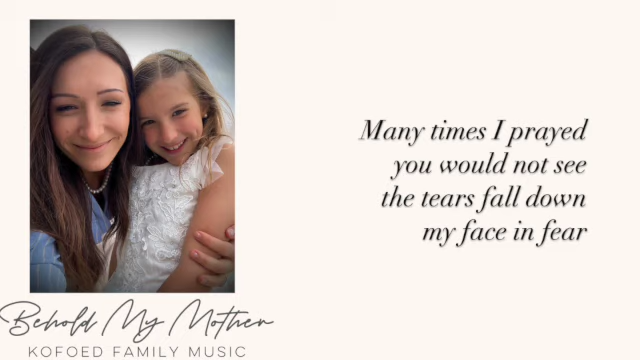 Many times I prayed
you would not see
the tears fall down
my face in fear
Behold My Mother
KOFOED FAMILY MUSIC